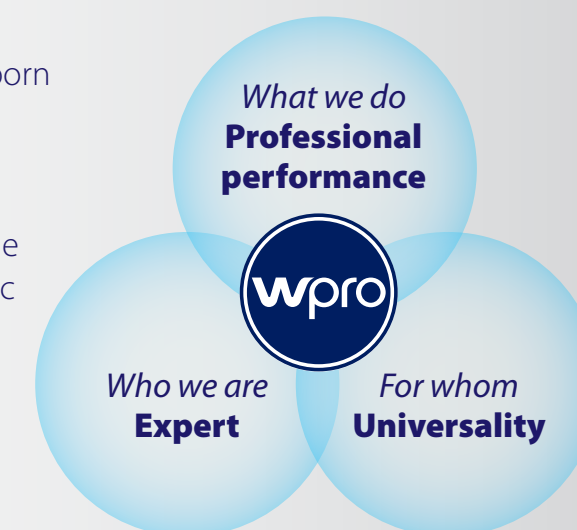 What we do
Professional
performance
wpro
Who we are
Expert
For whom
Universality